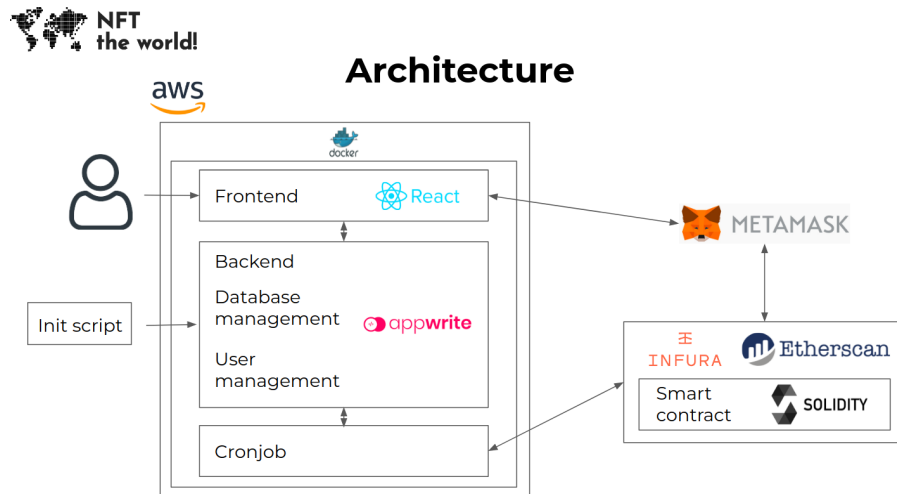 NFT
the world!
Architecture
aws
docker
Frontend
React
METAMASK
Backend
Database
management
appwrite
User
management
Init script
INFURA
Etherscan
Smart
contract
SOLIDITY
Cronjob